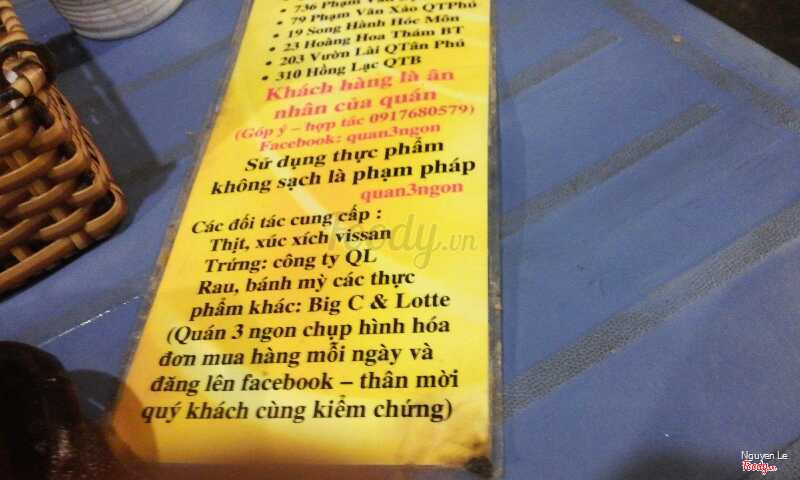 • 736 Phạm Văn
• 79 Phạm Văn Xảo QTPhú
• 19 Song Hành Hóc Môn
• 23 Hoàng Hoa Thám BT
• 203 Vườn Lài QTân Phú
• 310 Hồng Lạc QTB
Khách hàng là ân
nhân của quán
(Góp ý – hợp tác 0917680579)
Facebook: quan3ngon
Sử dụng thực phẩm
không sạch là phạm pháp
quan3ngon
Các đối tác cung cấp :
Thịt, xúc xích vissan
Trứng: công ty QL
Rau, bánh mỳ các thực
phẩm khác: Big C & Lotte
(Quán 3 ngon chụp hình hóa
đơn mua hàng mỗi ngày và
đăng lên facebook – thân mời
quý khách cùng kiểm chứng)
foody.vn
Nguyen Le
foody.vn